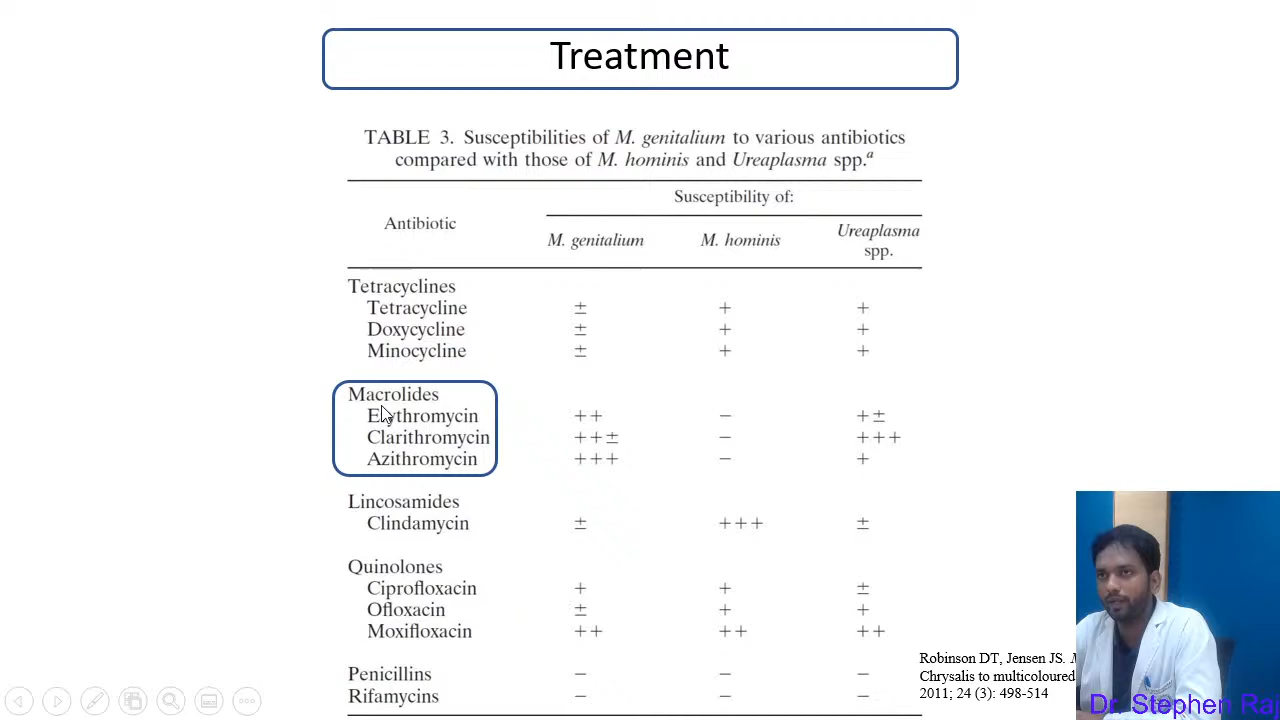 Treatment
TABLE 3. Susceptibilities of M. genitalium to various antibiotics
compared with those of M. hominis and Ureaplasma spp.a
Susceptibility of:
Antibiotic
M. genitalium M. hominis Ureaplasma
spp.
Tetracyclines
Tetracycline ± + +
Doxycycline ± + +
Minocycline ± + +
Macrolides
Erythromycin ++ − +±
Clarithromycin ++± − +++
Azithromycin +++ − +
Lincosamides
Clindamycin ± +++ ±
Quinolones
Ciprofloxacin + + ±
Ofloxacin ± + +
Moxifloxacin ++ ++ ++
Penicillins − − −
Rifamycins − − −
Robinson DT, Jensen JS.
Chrysalis to multicoloured
2011; 24 (3): 498-514
Dr. Stephen Raj